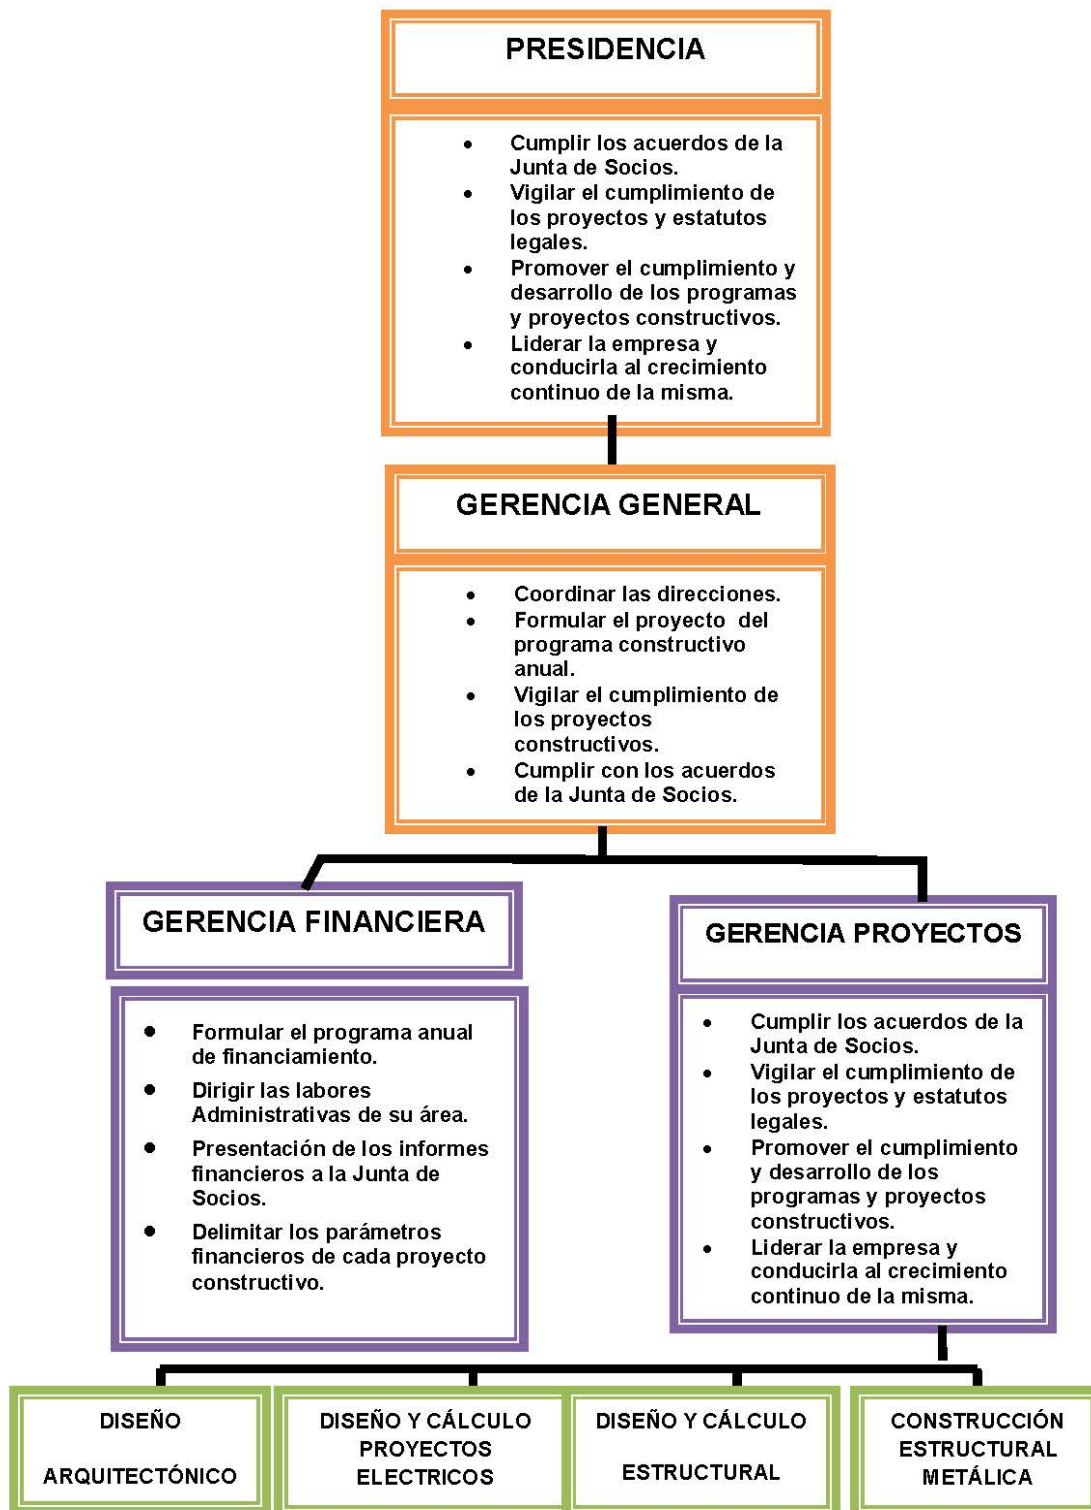 PRESIDENCIA
• Cumplir los acuerdos de la
Junta de Socios.
• Vigilar el cumplimiento de
los proyectos y estatutos
legales.
• Promover el cumplimiento y
desarrollo de los programas
y proyectos constructivos.
• Liderar la empresa y
conducirla al crecimiento
continuo de la misma.
GERENCIA GENERAL
• Coordinar las direcciones.
• Formular el proyecto del
programa constructivo
anual.
• Vigilar el cumplimiento de
los proyectos
constructivos.
• Cumplir con los acuerdos
de la Junta de Socios.
GERENCIA FINANCIERA
• Formular el programa anual
de financiamiento.
• Dirigir las labores
Administrativas de su área.
• Presentación de los informes
financieros a la Junta de
Socios.
• Delimitar los parámetros
financieros de cada proyecto
constructivo.
GERENCIA PROYECTOS
• Cumplir los acuerdos de la
Junta de Socios.
• Vigilar el cumplimiento de
los proyectos y estatutos
legales.
• Promover el cumplimiento
y desarrollo de los
programas y proyectos
constructivos.
• Liderar la empresa y
conducirla al crecimiento
continuo de la misma.
DISEÑO
ARQUITECTÓNICO
DISEÑO Y CÁLCULO
PROYECTOS
ELECTRICOS
DISEÑO Y CÁLCULO
ESTRUCTURAL
CONSTRUCCIÓN
ESTRUCTURAL
METÁLICA